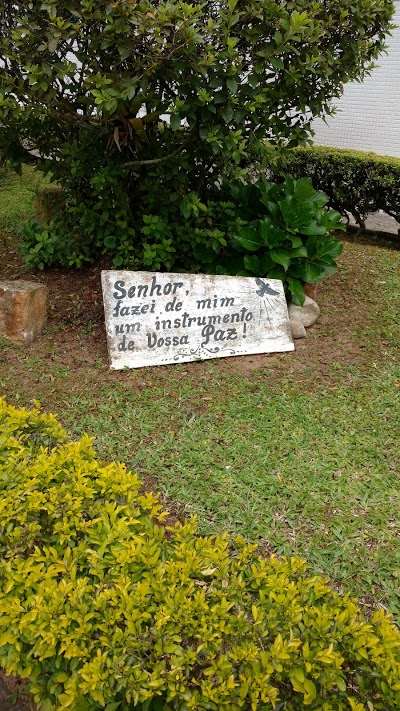 Senhor,
fazei de mim
um instrumento
de Vossa Paz!